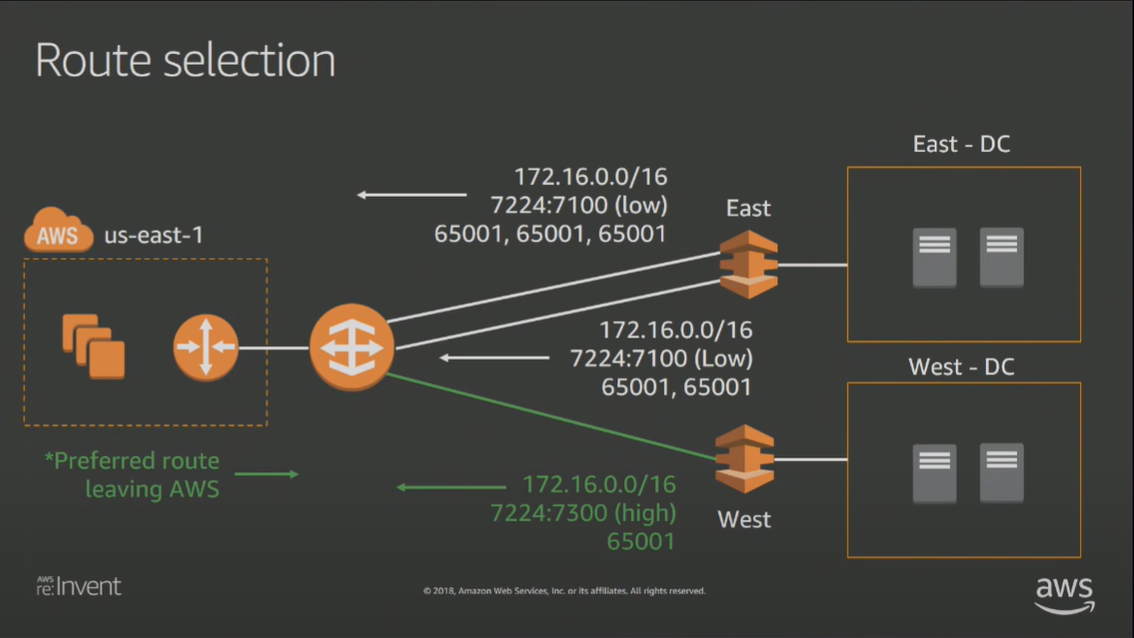 Route selection
East - DC
172.16.0.0/16
7224:7100 (low)
65001, 65001, 65001
East
AWS
us-east-1
172.16.0.0/16
7224:7100 (Low)
65001, 65001
West - DC
*Preferred route
leaving AWS
172.16.0.0/16
7224:7300 (high)
65001
West
AWS
re:Invent
© 2018, Amazon Web Services, Inc. or its affiliates. All rights reserved.
aws